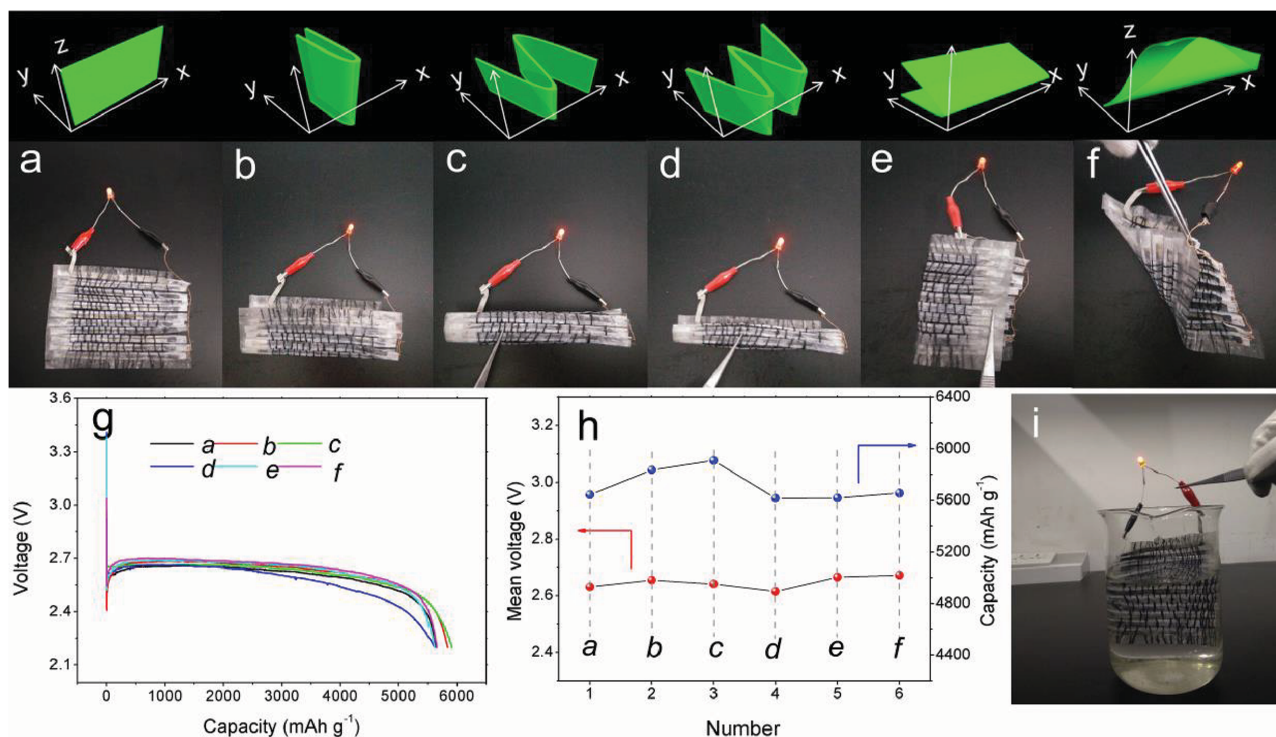 z y x
y x
y x
y x
y x
z y x
a b c d e f
g
a b c
d e f
3.6
3.3
3.0
2.7
2.4
2.1
Voltage (V)
0 1000 2000 3000 4000 5000 6000
Capacity (mAh g⁻¹)
h
3.2
3.0
2.8
2.6
2.4
Mean voltage (V)
6400
6000
5600
5200
4800
4400
Capacity (mAh g⁻¹)
a b c d e f
1 2 3 4 5 6
Number
i